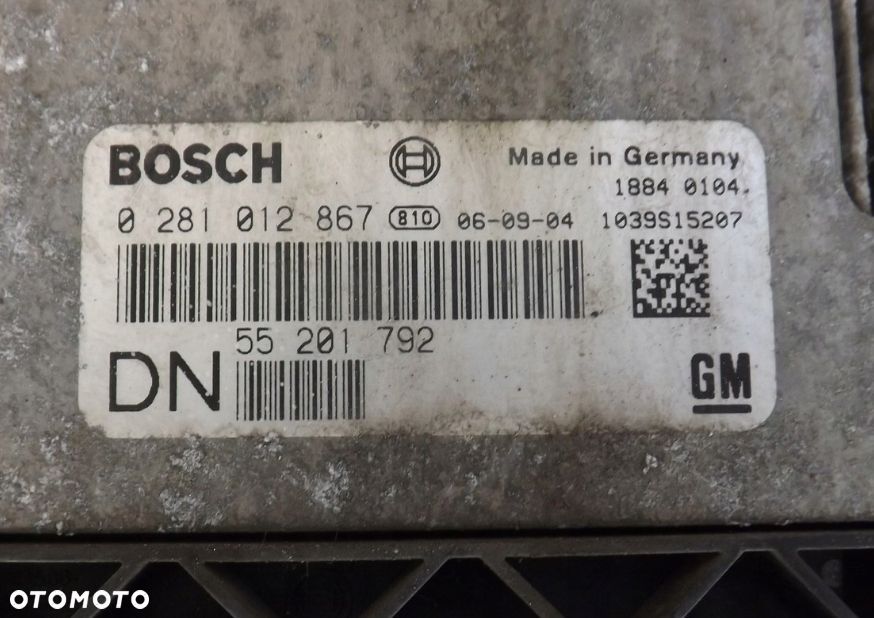 BOSCH Made in Germany
1884 0104.
0 281 012 867 810 06-09-04 1039S15207
55 201 792
DN
GM
OTOMOTO